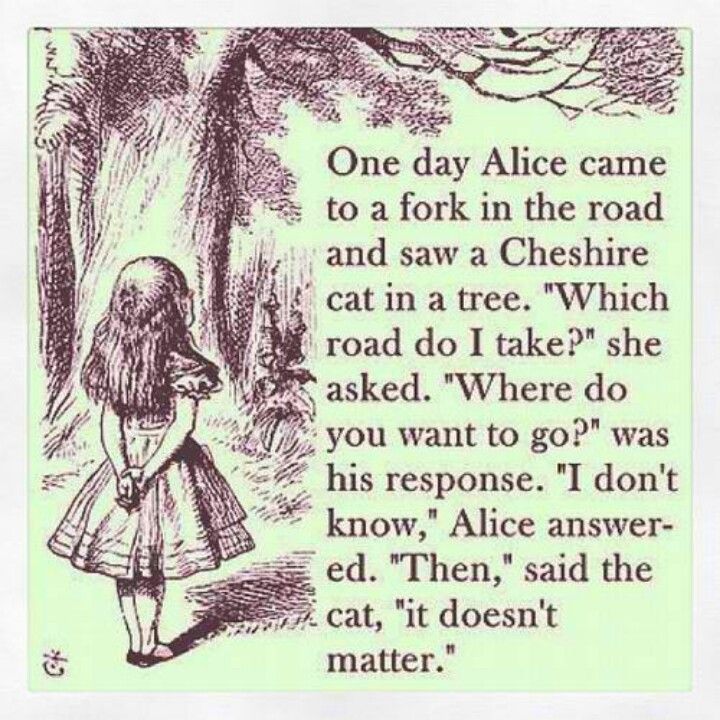 One day Alice came
to a fork in the road
and saw a Cheshire
cat in a tree. "Which
road do I take?" she
asked. "Where do
you want to go?" was
his response. "I don't
know," Alice answer-
ed. "Then," said the
cat, "it doesn't
matter."